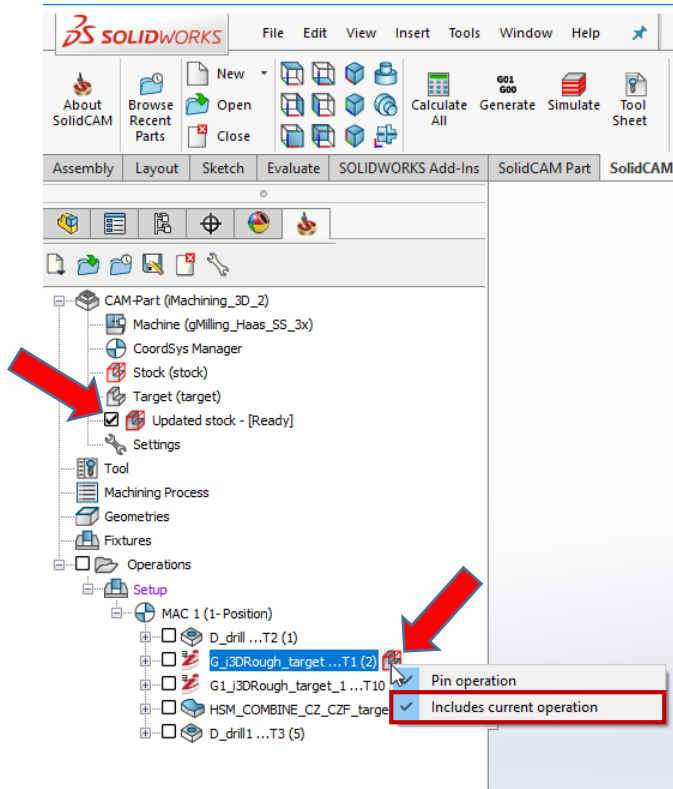 SOLIDWORKS File Edit View Insert Tools Window Help
New
G01
G00
About Browse Open Calculate Generate Simulate Tool
SolidCAM Recent All Sheet
Parts Close
Assembly Layout Sketch Evaluate SOLIDWORKS Add-Ins SolidCAM Part SolidCAM
CAM-Part (iMachining_3D_2)
Machine (gMilling_Haas_SS_3x)
CoordSys Manager
Stock (stock)
Target (target)
Updated stock - [Ready]
Settings
Tool
Machining Process
Geometries
Fixtures
Operations
Setup
MAC 1 (1- Position)
D_drill ...T2 (1)
G_i3DRough_target ...T1 (2)
G1_i3DRough_target_1 ...T10 Pin operation
HSM_COMBINE_CZ_CZF_targe Includes current operation
D_drill1 ...T3 (5)